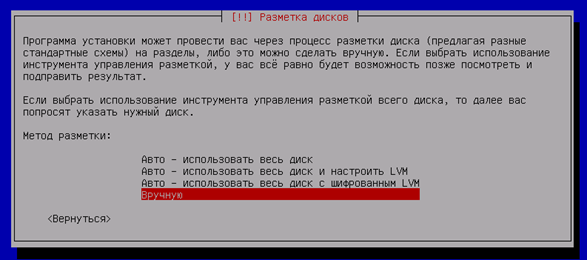 [!!] Разметка дисков
Программа установки может провести вас через процесс разметки диска (предлагая разные
стандартные схемы) на разделы, либо это можно сделать вручную. Если выбрать использование
инструмента управления разметкой, у вас всё равно будет возможность позже посмотреть и
подправить результат.
Если выбрать использование инструмента управления разметкой всего диска, то далее вас
попросят указать нужный диск.
Метод разметки:
Авто – использовать весь диск
Авто – использовать весь диск и настроить LVM
Авто – использовать весь диск с шифрованным LVM
Вручную
<Вернуться>